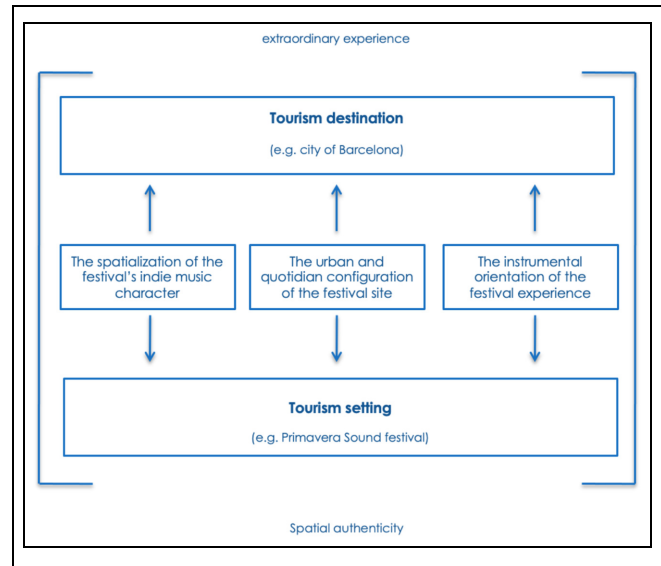 extraordinary experience
Tourism destination
(e.g. city of Barcelona)
The spatialization of the
festival's indie music
character
The urban and
quotidian configuration
of the festival site
The instrumental
orientation of the
festival experience
Tourism setting
(e.g. Primavera Sound festival)
Spatial authenticity